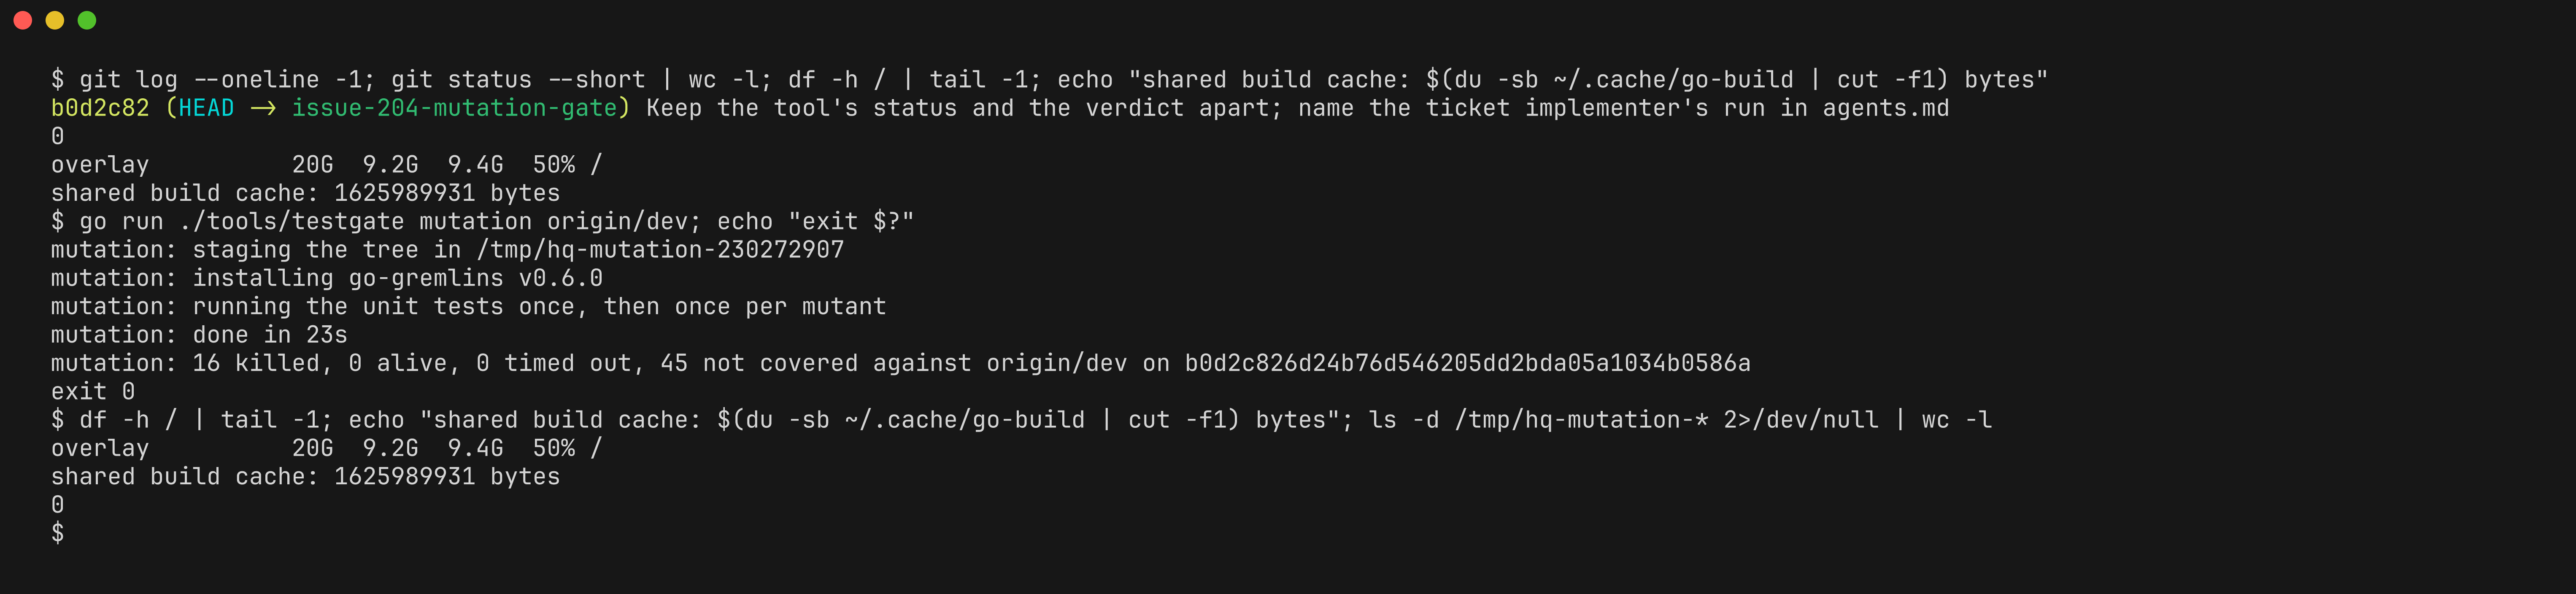 $ git log --oneline -1; git status --short | wc -l; df -h / | tail -1; echo "shared build cache: $(du -sb ~/.cache/go-build | cut -f1) bytes"
b0d2c82 (HEAD -> issue-204-mutation-gate) Keep the tool's status and the verdict apart; name the ticket implementer's run in agents.md
0
overlay          20G  9.2G  9.4G  50% /
shared build cache: 1625989931 bytes
$ go run ./tools/testgate mutation origin/dev; echo "exit $?"
mutation: staging the tree in /tmp/hq-mutation-230272907
mutation: installing go-gremlins v0.6.0
mutation: running the unit tests once, then once per mutant
mutation: done in 23s
mutation: 16 killed, 0 alive, 0 timed out, 45 not covered against origin/dev on b0d2c826d24b76d546205dd2bda05a1034b0586a
exit 0
$ df -h / | tail -1; echo "shared build cache: $(du -sb ~/.cache/go-build | cut -f1) bytes"; ls -d /tmp/hq-mutation-* 2>/dev/null | wc -l
overlay          20G  9.2G  9.4G  50% /
shared build cache: 1625989931 bytes
0
$